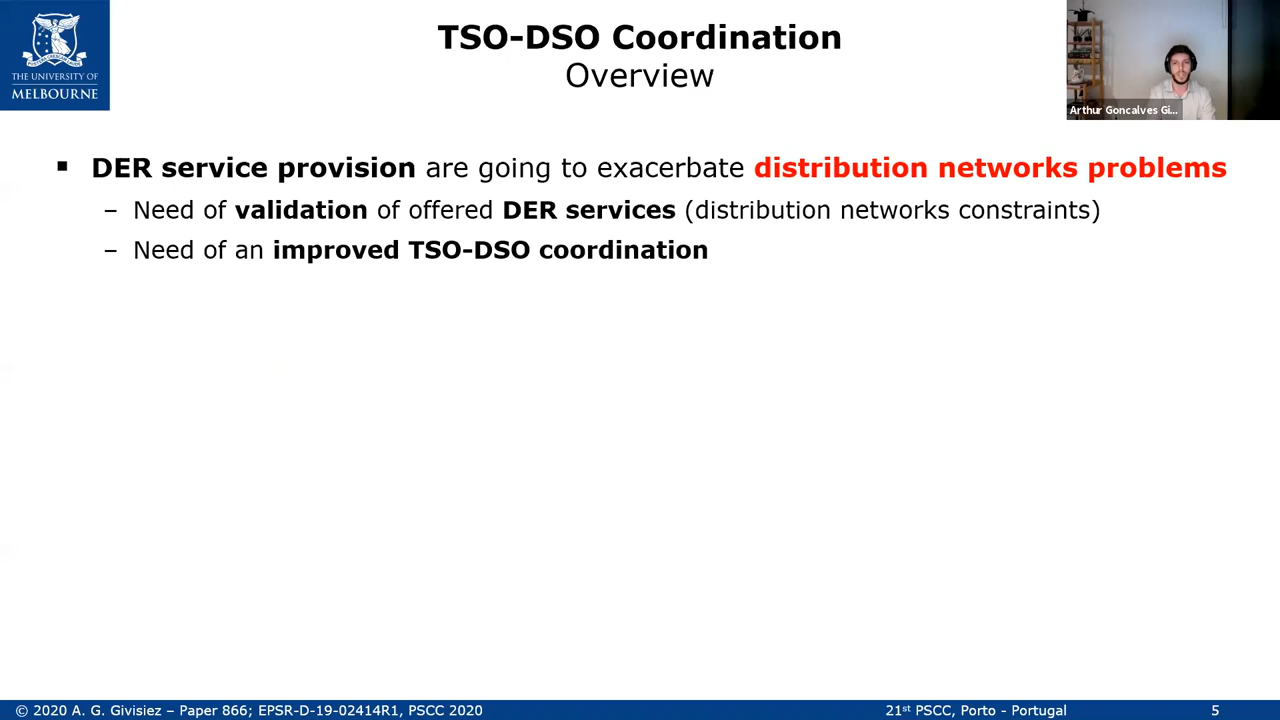 TSO-DSO Coordination
Overview
THE UNIVERSITY OF
MELBOURNE
Arthur Goncalves Gi...
▪ DER service provision are going to exacerbate distribution networks problems
– Need of validation of offered DER services (distribution networks constraints)
– Need of an improved TSO-DSO coordination
© 2020 A. G. Givisiez – Paper 866; EPSR-D-19-02414R1, PSCC 2020
21st PSCC, Porto - Portugal
5